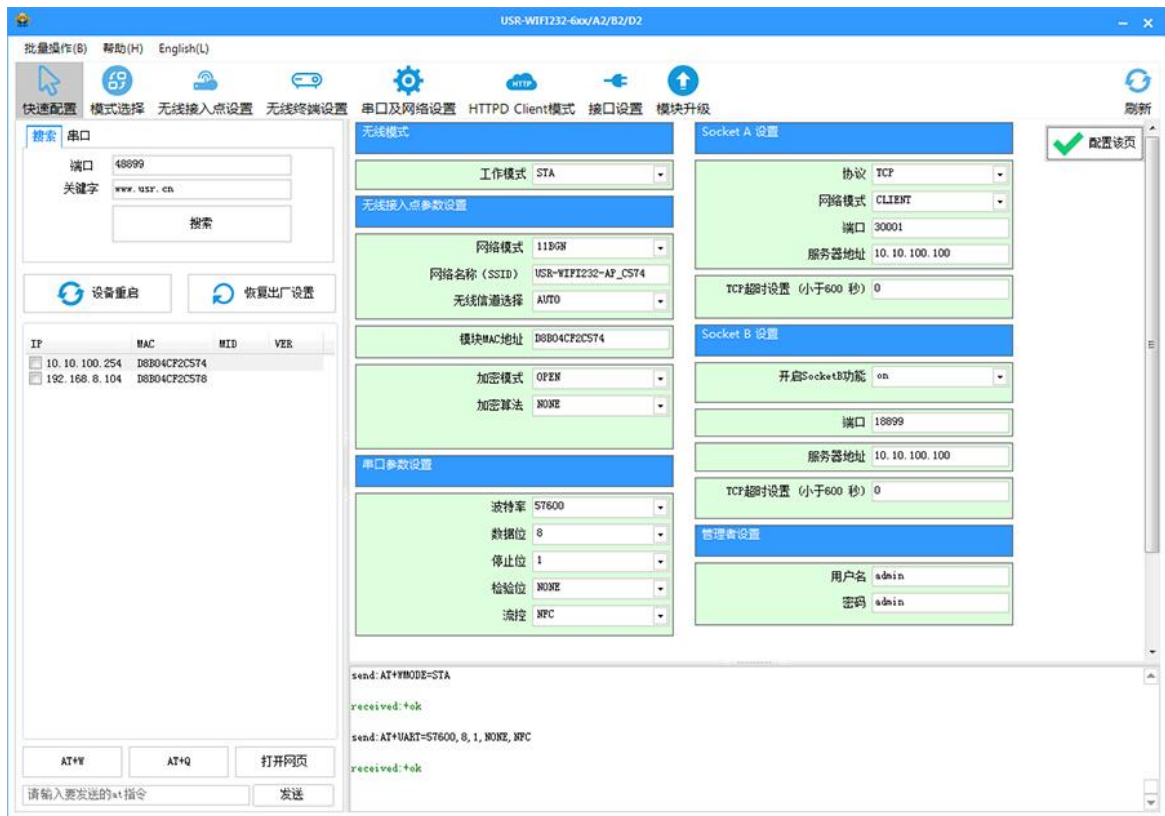 USR-WIFI232-6xx/A2/B2/D2
批量操作(B) 帮助(H) English(L)
快速配置 模式选择 无线接入点设置 无线终端设置 串口及网络设置 HTTPD Client模式 接口设置 模块升级 刷新
HTTP
搜索 串口
端口 48899
关键字 www.usr.cn
搜索
设备重启 恢复出厂设置
IP MAC MID VER
10.10.100.254 D8B04CF2C574
192.168.8.104 D8B04CF2C578
AT+W AT+Q 打开网页
请输入要发送的at指令 发送
无线模式
工作模式 STA
无线接入点参数设置
网络模式 11BGN
网络名称（SSID） USR-WIFI232-AP_C574
无线信道选择 AUTO
模块MAC地址 D8B04CF2C574
加密模式 OPEN
加密算法 NONE
串口参数设置
波特率 57600
数据位 8
停止位 1
检验位 NONE
流控 NFC
Socket A 设置
协议 TCP
网络模式 CLIENT
端口 30001
服务器地址 10.10.100.100
TCP超时设置（小于600 秒） 0
Socket B 设置
开启SocketB功能 on
端口 18899
服务器地址 10.10.100.100
TCP超时设置（小于600 秒） 0
管理者设置
用户名 admin
密码 admin
配置该页
send:AT+WMODE=STA
received:+ok
send:AT+UART=57600,8,1,NONE,NFC
received:+ok